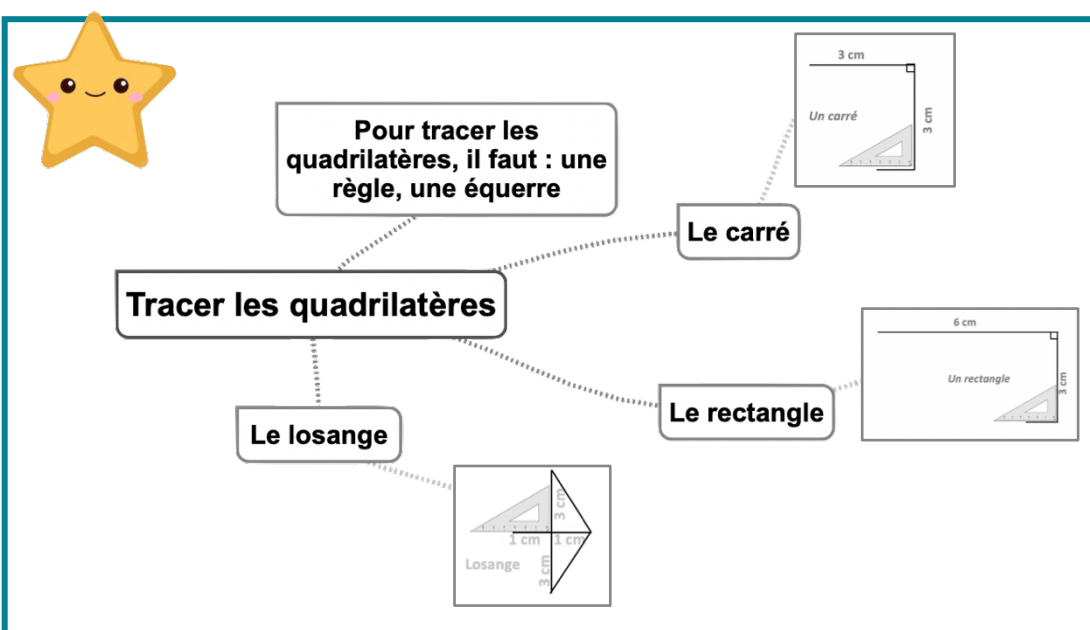 3 cm
Un carré
3 cm
Pour tracer les
quadrilatères, il faut : une
règle, une équerre
Le carré
Tracer les quadrilatères
6 cm
Un rectangle
3 cm
Le rectangle
Le losange
3 cm
1 cm
1 cm
Losange
3 cm